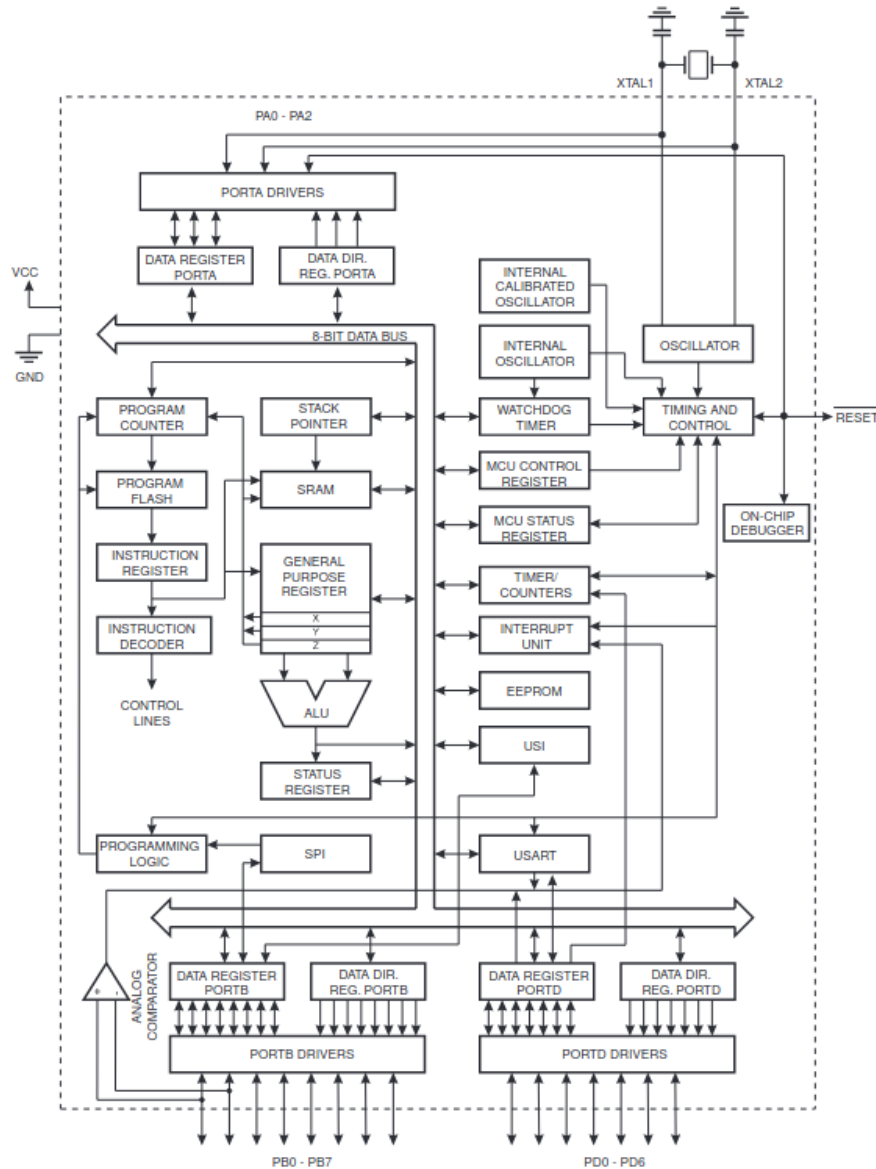 XTAL1
XTAL2
PA0 - PA2
PORTA DRIVERS
DATA REGISTER
PORTA
DATA DIR.
REG. PORTA
VCC
GND
8-BIT DATA BUS
INTERNAL
CALIBRATED
OSCILLATOR
INTERNAL
OSCILLATOR
OSCILLATOR
PROGRAM
COUNTER
STACK
POINTER
WATCHDOG
TIMER
TIMING AND
CONTROL
RESET
PROGRAM
FLASH
SRAM
MCU CONTROL
REGISTER
ON-CHIP
DEBUGGER
MCU STATUS
REGISTER
INSTRUCTION
REGISTER
GENERAL
PURPOSE
REGISTER
X
Y
Z
TIMER/
COUNTERS
INSTRUCTION
DECODER
INTERRUPT
UNIT
CONTROL
LINES
EEPROM
ALU
USI
STATUS
REGISTER
PROGRAMMING
LOGIC
SPI
USART
ANALOG
COMPARATOR
+
-
DATA REGISTER
PORTB
DATA DIR.
REG. PORTB
DATA REGISTER
PORTD
DATA DIR.
REG. PORTD
PORTB DRIVERS
PORTD DRIVERS
PB0 - PB7
PD0 - PD6